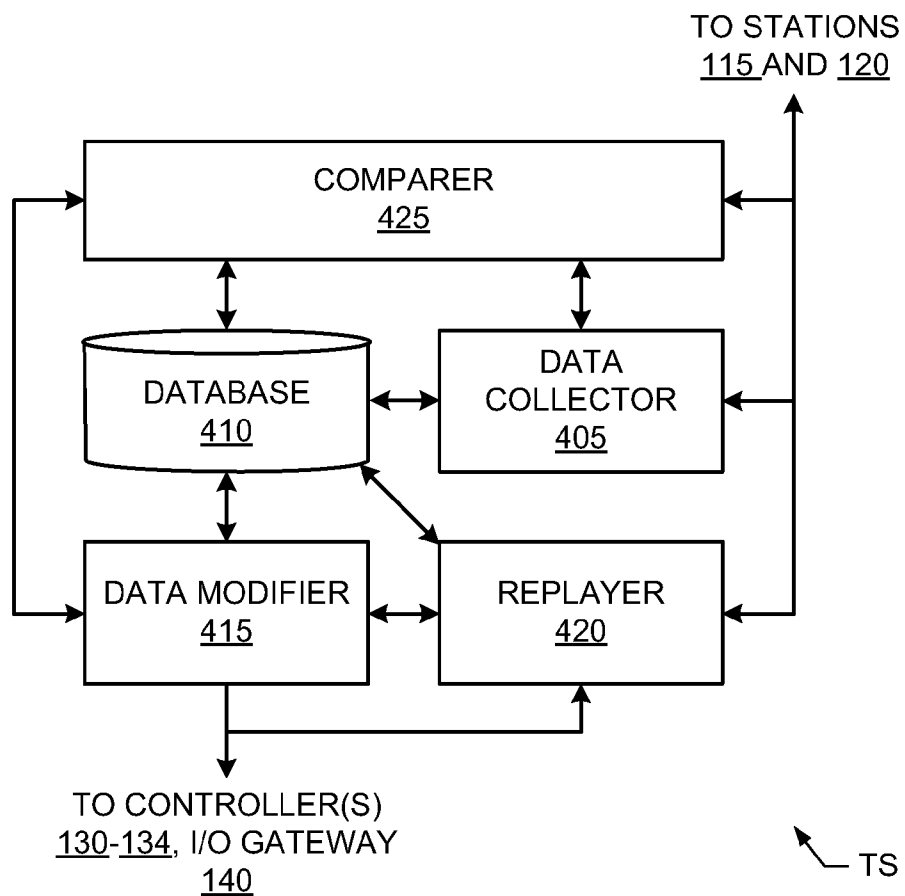 TO STATIONS
115 AND 120
COMPARER
425
DATABASE
410
DATA
COLLECTOR
405
DATA MODIFIER
415
REPLAYER
420
TO CONTROLLER(S)
130-134, I/O GATEWAY
140
TS